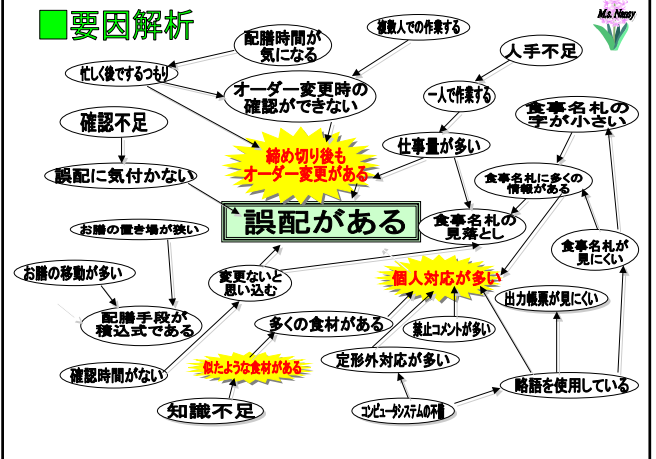 ■要因解析
Ms. Nussy
配膳時間が
気になる
複数人での作業する
人手不足
忙しく後でするつもり
オーダー変更時の
確認ができない
一人で作業する
食事名札の
字が小さい
確認不足
締め切り後も
オーダー変更がある
仕事量が多い
誤配に気付かない
食事名札に多くの
情報がある
誤配がある
食事名札の
見落とし
お膳の置き場が狭い
食事名札が
見にくい
お膳の移動が多い
変更ないと
思い込む
個人対応が多い
出力帳票が見にくい
配膳手段が
積込式である
多くの食材がある
禁止コメントが多い
確認時間がない
似たような食材がある
定形外対応が多い
略語を使用している
知識不足
コンピュータシステムの不備